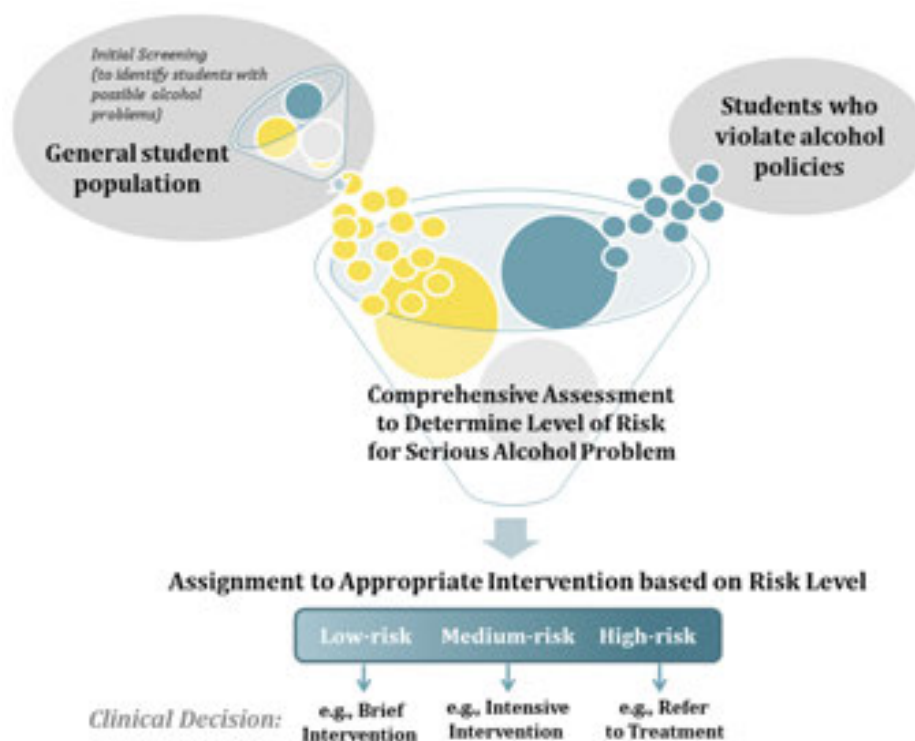 Initial Screening
(to identify students with
possible alcohol
problems)
General student
population
Students who
violate alcohol
policies
Comprehensive Assessment
to Determine Level of Risk
for Serious Alcohol Problem
Assignment to Appropriate Intervention based on Risk Level
Low-risk Medium-risk High-risk
Clinical Decision:
e.g., Brief
Intervention
e.g., Intensive
Intervention
e.g., Refer
to Treatment